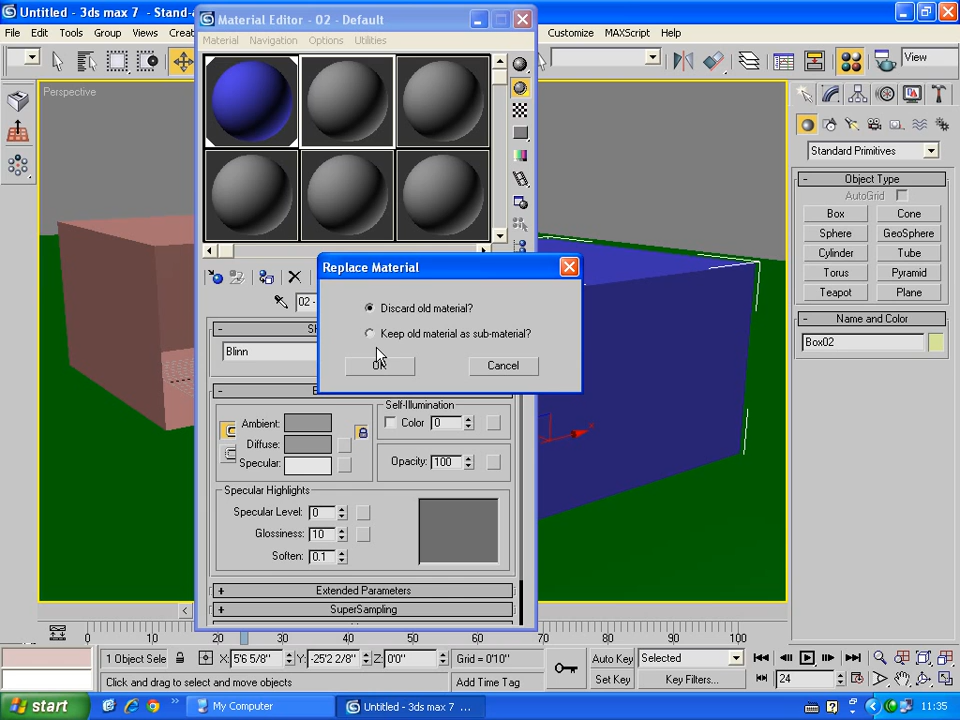 Untitled - 3ds max 7 - Stand-a
File Edit Tools Group Views Creat
Customize MAXScript Help
View
Material Editor - 02 - Default
Material Navigation Options Utilities
Perspective
Standard Primitives
Object Type
AutoGrid
Box Cone
Sphere GeoSphere
Cylinder Tube
Torus Pyramid
Teapot Plane
Name and Color
Box02
Replace Material
Discard old material?
Keep old material as sub-material?
OK Cancel
02 -
Blinn
Self-Illumination
Ambient:
Color 0
Diffuse:
Specular:
Opacity: 100
Specular Highlights
Specular Level: 0
Glossiness: 10
Soften: 0.1
+ Extended Parameters
+ SuperSampling
0 10 20 30 40 50 60 70 80 90 100
1 Object Sele X: 5'6 5/8" Y: -25'2 2/8" Z: 0'0" Grid = 0'10" Auto Key Selected
Click and drag to select and move objects Add Time Tag Set Key Key Filters... 24
start My Computer Untitled - 3ds max 7 ... 11:35